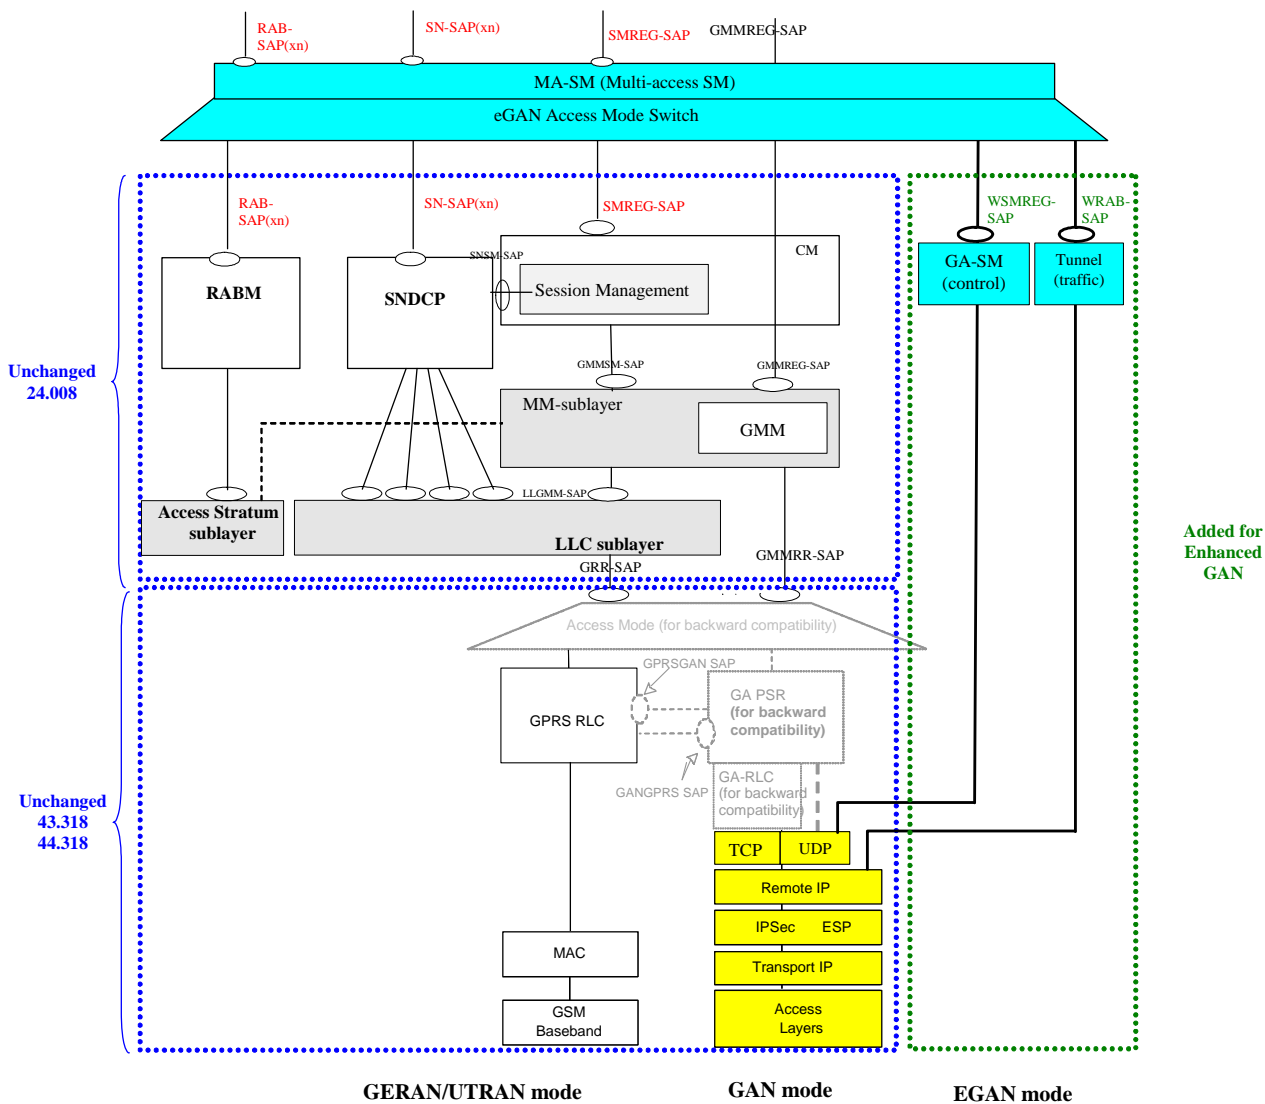 RAB-
SAP(xn)
SN-SAP(xn)
SMREG-SAP
GMMREG-SAP
MA-SM (Multi-access SM)
eGAN Access Mode Switch
RAB-
SAP(xn)
SN-SAP(xn)
SMREG-SAP
WSMREG-
SAP
WRAB-
SAP
RABM
SNDCP
SNSM-SAP
CM
Session Management
GA-SM
(control)
Tunnel
(traffic)
Unchanged
24.008
GMMSM-SAP
GMMREG-SAP
MM-sublayer
GMM
LLGMM-SAP
Access Stratum
sublayer
LLC sublayer
GRR-SAP
GMMRR-SAP
Added for
Enhanced
GAN
Access Mode (for backward compatibility)
GPRSGAN SAP
GPRS RLC
GA PSR
(for backward
compatibility)
GANGPRS SAP
GA-RLC
(for backward
compatibility)
Unchanged
43.318
44.318
TCP
UDP
Remote IP
IPSec ESP
MAC
Transport IP
GSM
Baseband
Access
Layers
GERAN/UTRAN mode
GAN mode
EGAN mode